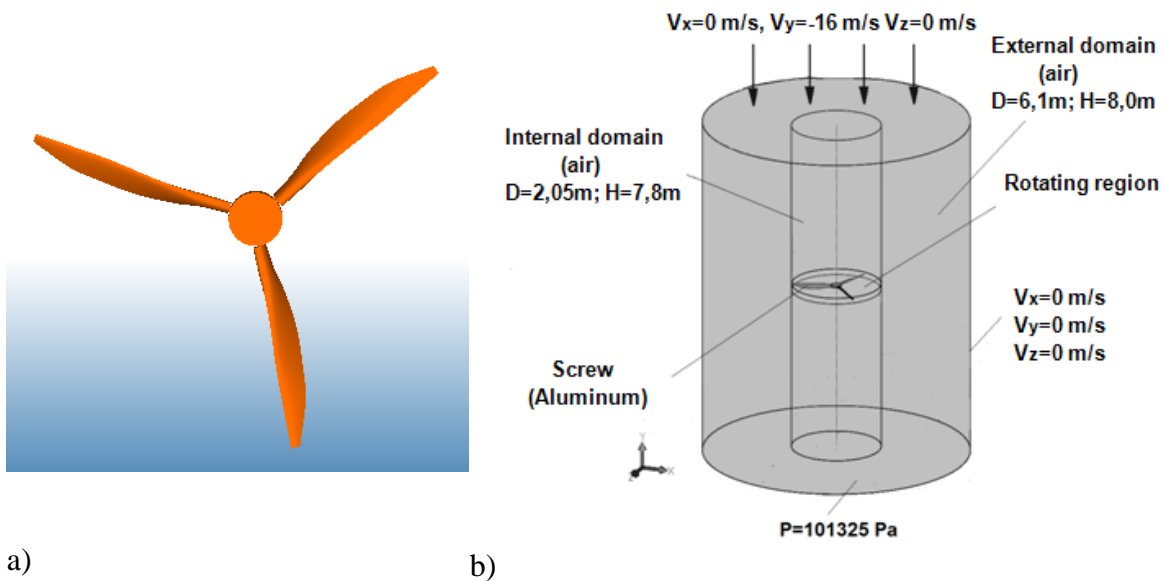 Vx=0 m/s, Vy=-16 m/s Vz=0 m/s
External domain
(air)
D=6,1m; H=8,0m
Internal domain
(air)
D=2,05m; H=7,8m
Rotating region
Vx=0 m/s
Vy=0 m/s
Vz=0 m/s
Screw
(Aluminum)
Y
X
Z
P=101325 Pa
a)
b)